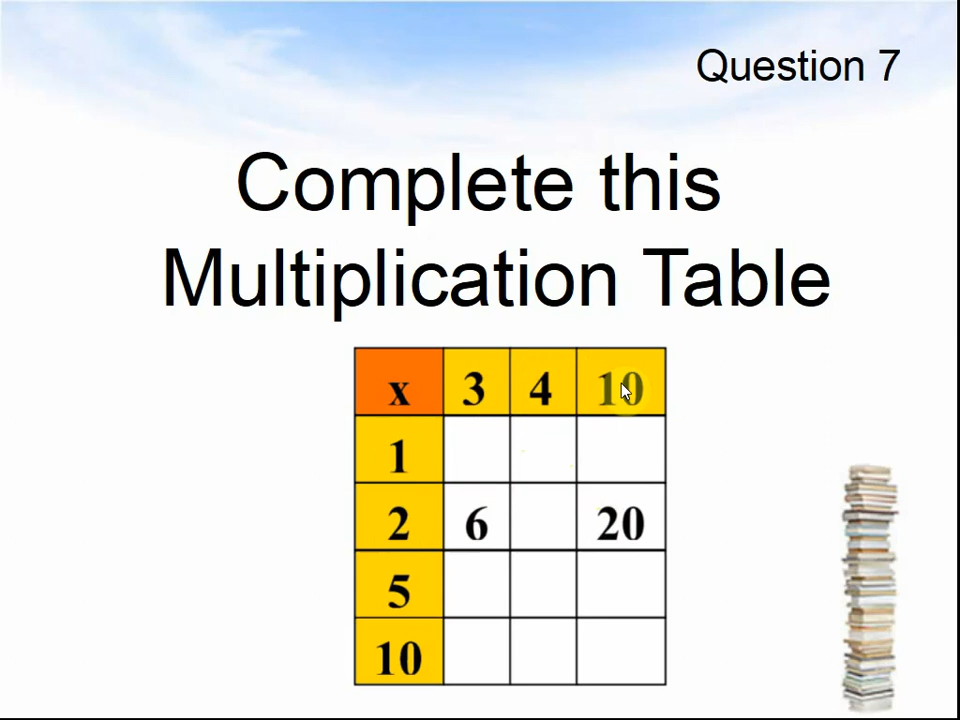 Question 7
Complete this
Multiplication Table
x 3 4 10
1
2 6 20
5
10